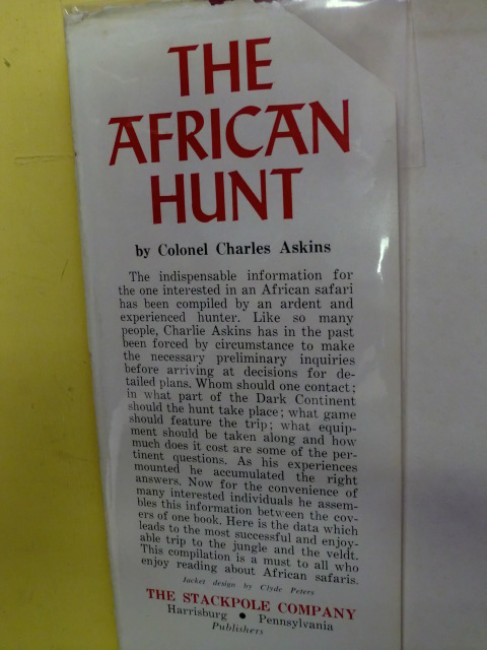 THE
AFRICAN
HUNT
by Colonel Charles Askins
The indispensable information for
the one interested in an African safari
has been compiled by an ardent and
experienced hunter. Like so many
people, Charlie Askins has in the past
been forced by circumstance to make
the necessary preliminary inquiries
before arriving at decisions for de-
tailed plans. Whom should one contact;
in what part of the Dark Continent
should the hunt take place; what game
should feature the trip; what equip-
ment should be taken along and how
much does it cost are some of the per-
tinent questions. As his experiences
mounted he accumulated the right
answers. Now for the convenience of
many interested individuals he assem-
bles this information between the cov-
ers of one book. Here is the data which
leads to the most successful and enjoy-
able trip to the jungle and the veldt.
This compilation is a must to all who
enjoy reading about African safaris.
Jacket design by Clyde Peters
THE STACKPOLE COMPANY
Harrisburg • Pennsylvania
Publishers